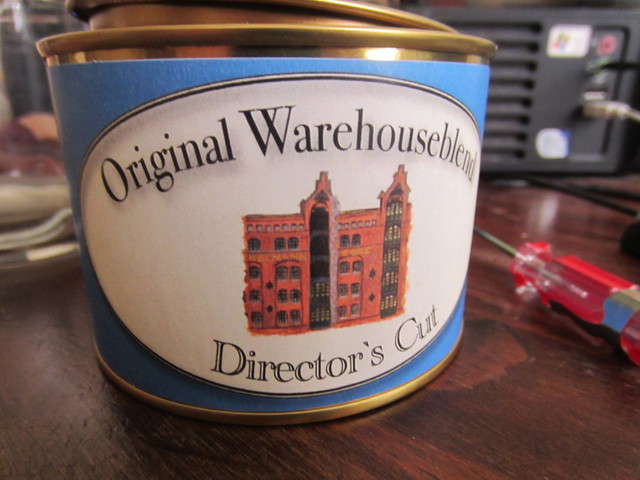 Original Warehouseblend
Director's Cut